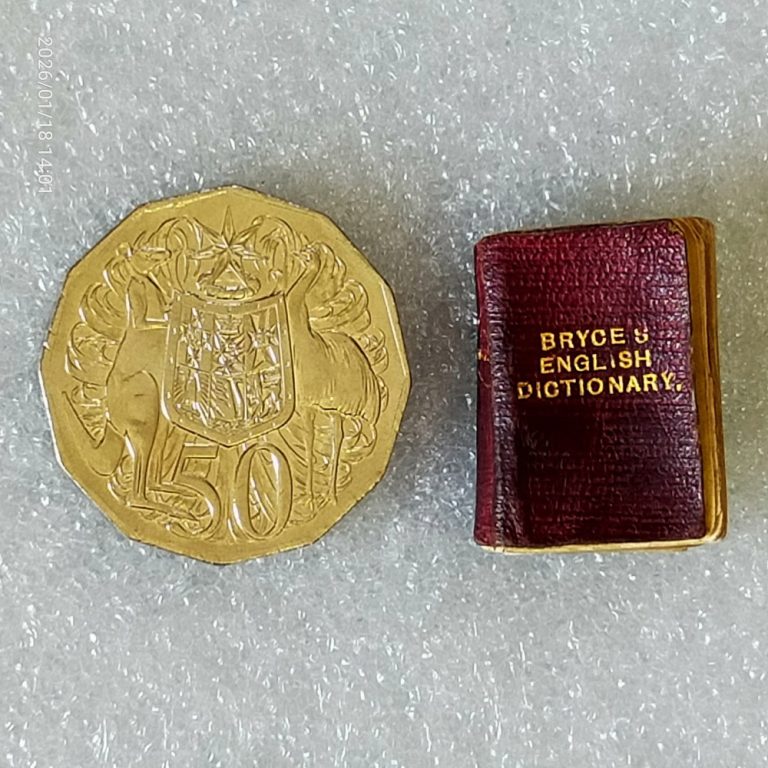 2026/01/18 14:01
50
BRYCE'S
ENGLISH
DICTIONARY.